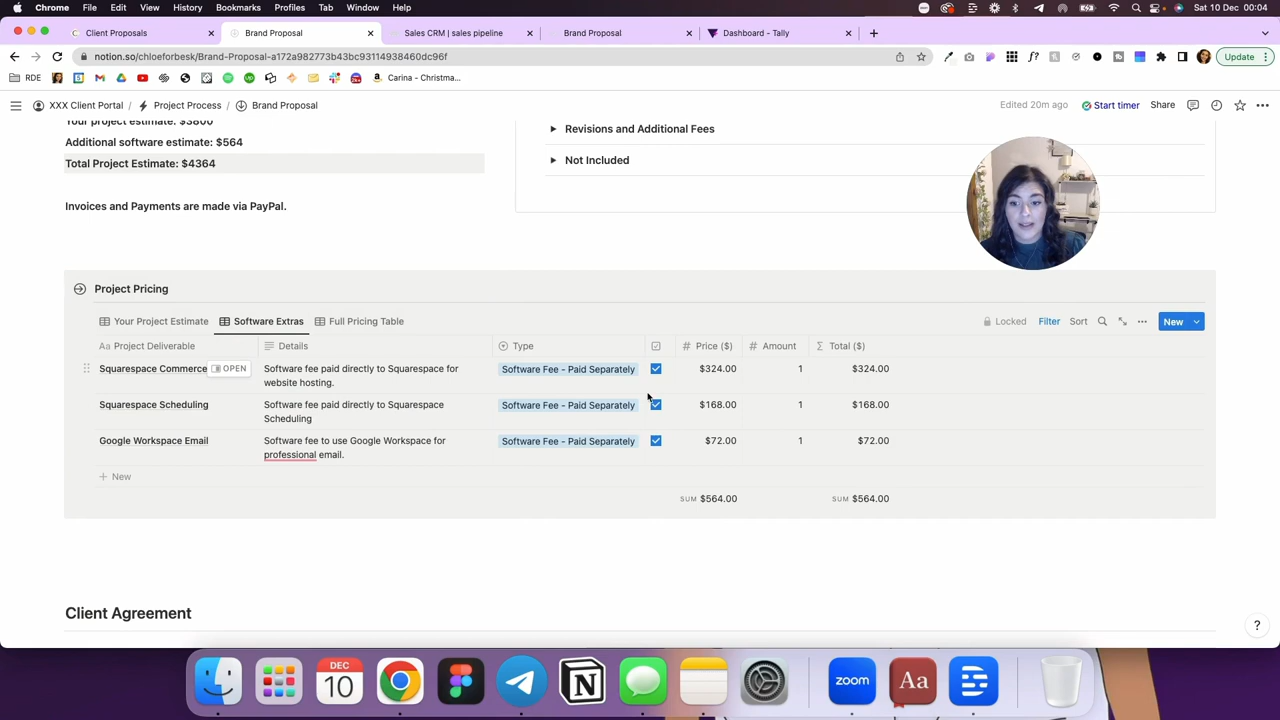 Chrome File Edit View History Bookmarks Profiles Tab Window Help Sat 10 Dec 00:04
Client Proposals Brand Proposal Sales CRM | sales pipeline Brand Proposal Dashboard - Tally
notion.so/chloeforbesk/Brand-Proposal-a172a982773b43bc93114938460dc96f Update
RDE Carina - Christma...
XXX Client Portal / Project Process / Brand Proposal Edited 20m ago Start timer Share
Your project estimate: $3800
Additional software estimate: $564
Total Project Estimate: $4364
Invoices and Payments are made via PayPal.
Revisions and Additional Fees
Not Included
Project Pricing
Your Project Estimate Software Extras Full Pricing Table Locked Filter Sort New
Aa Project Deliverable Details Type # Price ($) # Amount Σ Total ($)
Squarespace Commerce OPEN Software fee paid directly to Squarespace for Software Fee - Paid Separately $324.00 1 $324.00
website hosting.
Squarespace Scheduling Software fee paid directly to Squarespace Software Fee - Paid Separately $168.00 1 $168.00
Scheduling
Google Workspace Email Software fee to use Google Workspace for Software Fee - Paid Separately $72.00 1 $72.00
professional email.
+ New
SUM $564.00 SUM $564.00
Client Agreement
?
DEC
10
zoom
Aa